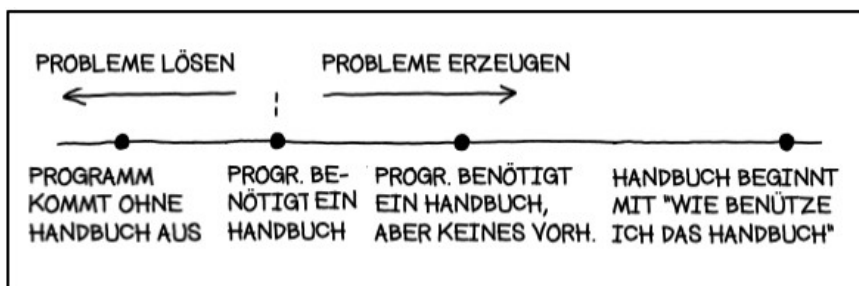 PROBLEME LÖSEN
PROBLEME ERZEUGEN
PROGRAMM
KOMMT OHNE
HANDBUCH AUS
PROGR. BE-
NÖTIGT EIN
HANDBUCH
PROGR. BENÖTIGT
EIN HANDBUCH,
ABER KEINES VORH.
HANDBUCH BEGINNT
MIT "WIE BENÜTZE
ICH DAS HANDBUCH"